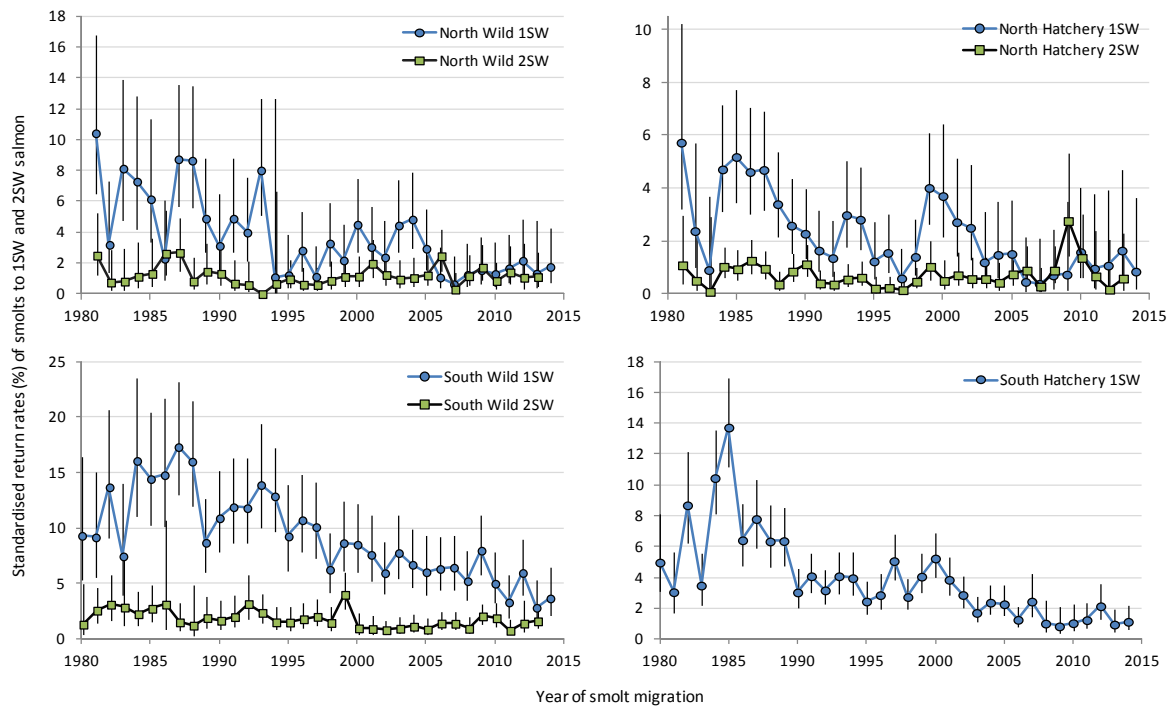 Standardised return rates (%) of smolts to 1SW and 2SW salmon
18
16
14
12
10
8
6
4
2
0
North Wild 1SW
North Wild 2SW
1980 1985 1990 1995 2000 2005 2010 2015
10
8
6
4
2
0
North Hatchery 1SW
North Hatchery 2SW
1980 1985 1990 1995 2000 2005 2010 2015
25
20
15
10
5
0
South Wild 1SW
South Wild 2SW
1980 1985 1990 1995 2000 2005 2010 2015
18
16
14
12
10
8
6
4
2
0
South Hatchery 1SW
1980 1985 1990 1995 2000 2005 2010 2015
Year of smolt migration